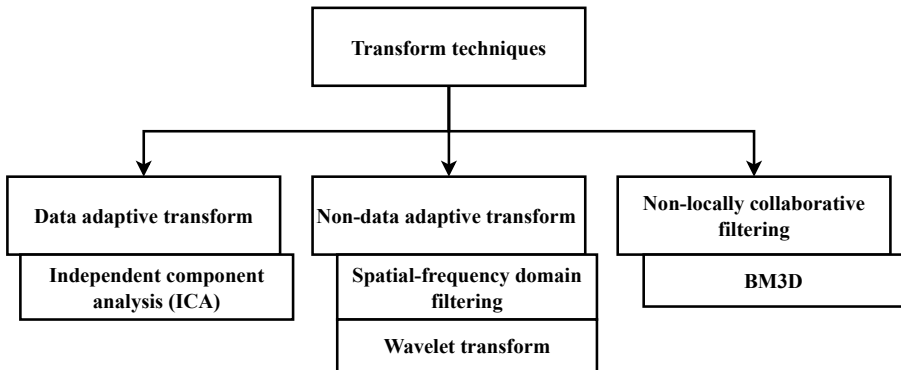 Transform techniques
Data adaptive transform
Independent component
analysis (ICA)
Non-data adaptive transform
Spatial-frequency domain
filtering
Wavelet transform
Non-locally collaborative
filtering
BM3D